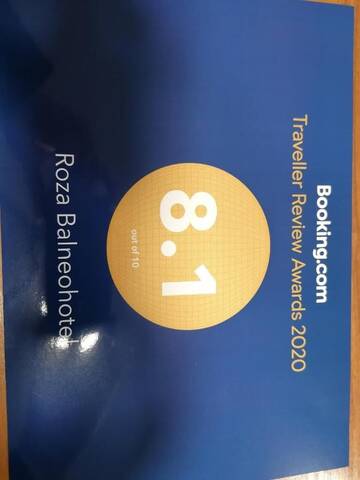 Booking.com
Traveller Review Awards 2020
8.1
out of 10
Roza Balneohotel